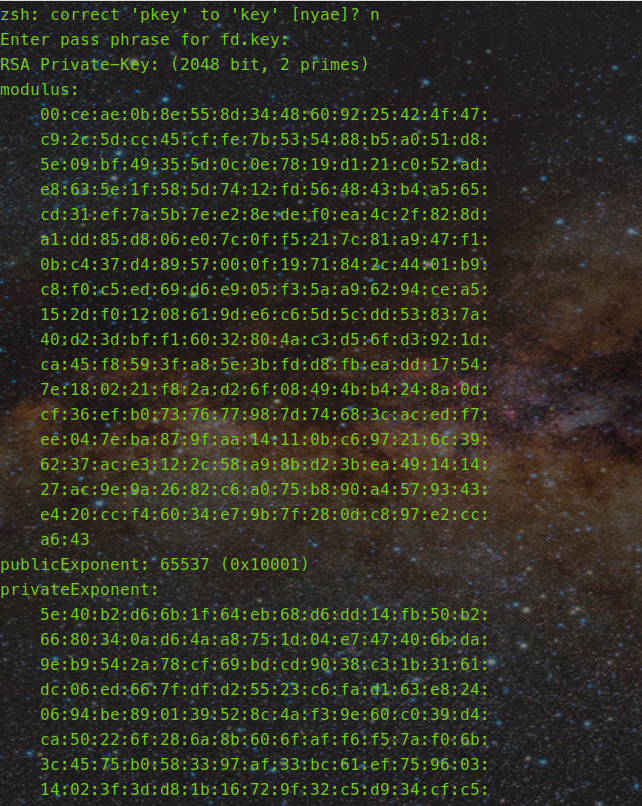 zsh: correct 'pkey' to 'key' [nyae]? n
Enter pass phrase for fd.key:
RSA Private-Key: (2048 bit, 2 primes)
modulus:
00:ce:ae:0b:8e:55:8d:34:48:60:92:25:42:4f:47:
c9:2c:5d:cc:45:cf:fe:7b:53:54:88:b5:a0:51:d8:
5e:09:bf:49:35:5d:0c:0e:78:19:d1:21:c0:52:ad:
e8:63:5e:1f:58:5d:74:12:fd:56:48:43:b4:a5:65:
cd:31:ef:7a:5b:7e:e2:8e:de:f0:ea:4c:2f:82:8d:
a1:dd:85:d8:06:e0:7c:0f:f5:21:7c:81:a9:47:f1:
0b:c4:37:d4:89:57:00:0f:19:71:84:2c:44:01:b9:
c8:f0:c5:ed:69:d6:e9:05:f3:5a:a9:62:94:ce:a5:
15:2d:f0:12:08:61:9d:e6:c6:5d:5c:dd:53:83:7a:
40:d2:3d:bf:f1:60:32:80:4a:c3:d5:6f:d3:92:1d:
ca:45:f8:59:3f:a8:5e:3b:fd:d8:fb:ea:dd:17:54:
7e:18:02:21:f8:2a:d2:6f:08:49:4b:b4:24:8a:0d:
cf:36:ef:b0:73:76:77:98:7d:74:68:3c:ac:ed:f7:
ee:04:7e:ba:87:9f:aa:14:11:0b:c6:97:21:6c:39:
62:37:ac:e3:12:2c:58:a9:8b:d2:3b:ea:49:14:14:
27:ac:9e:9a:26:82:c6:a0:75:b8:90:a4:57:93:43:
e4:20:cc:f4:60:34:e7:9b:7f:28:0d:c8:97:e2:cc:
a6:43
publicExponent: 65537 (0x10001)
privateExponent:
5e:40:b2:d6:6b:1f:64:eb:68:d6:dd:14:fb:50:b2:
66:80:34:0a:d6:4a:a8:75:1d:04:e7:47:40:6b:da:
9e:b9:54:2a:78:cf:69:bd:cd:90:38:c3:1b:31:61:
dc:06:ed:66:7f:df:d2:55:23:c6:fa:d1:63:e8:24:
06:94:be:89:01:39:52:8c:4a:f3:9e:60:c0:39:d4:
ca:50:22:6f:28:6a:8b:60:6f:af:f6:f5:7a:f0:6b:
3c:45:75:b0:58:33:97:af:33:bc:61:ef:75:96:03:
14:02:3f:3d:d8:1b:16:72:9f:32:c5:d9:34:cf:c5: